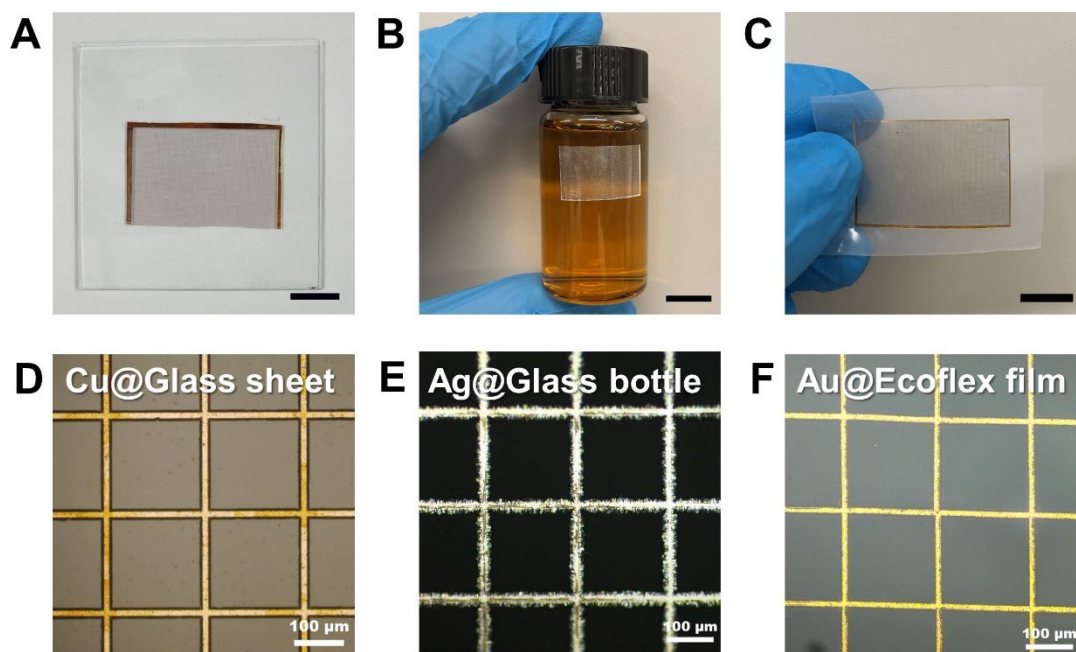 A
B
C
D
Cu@Glass sheet
E
Ag@Glass bottle
F
Au@Ecoflex film
100 µm
100 µm
100 µm